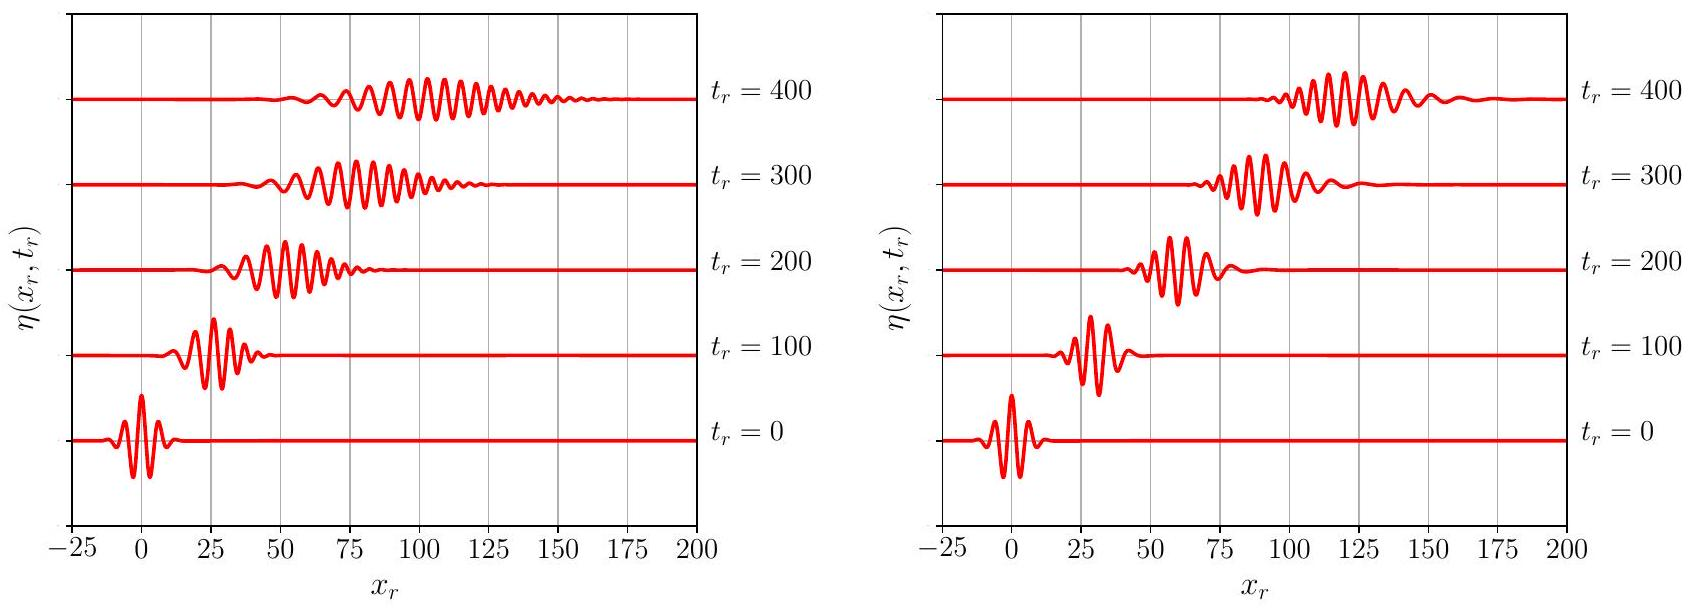 η(x_r, t_r)
t_r = 400
t_r = 300
t_r = 200
t_r = 100
t_r = 0
−25 0 25 50 75 100 125 150 175 200
x_r
η(x_r, t_r)
t_r = 400
t_r = 300
t_r = 200
t_r = 100
t_r = 0
−25 0 25 50 75 100 125 150 175 200
x_r